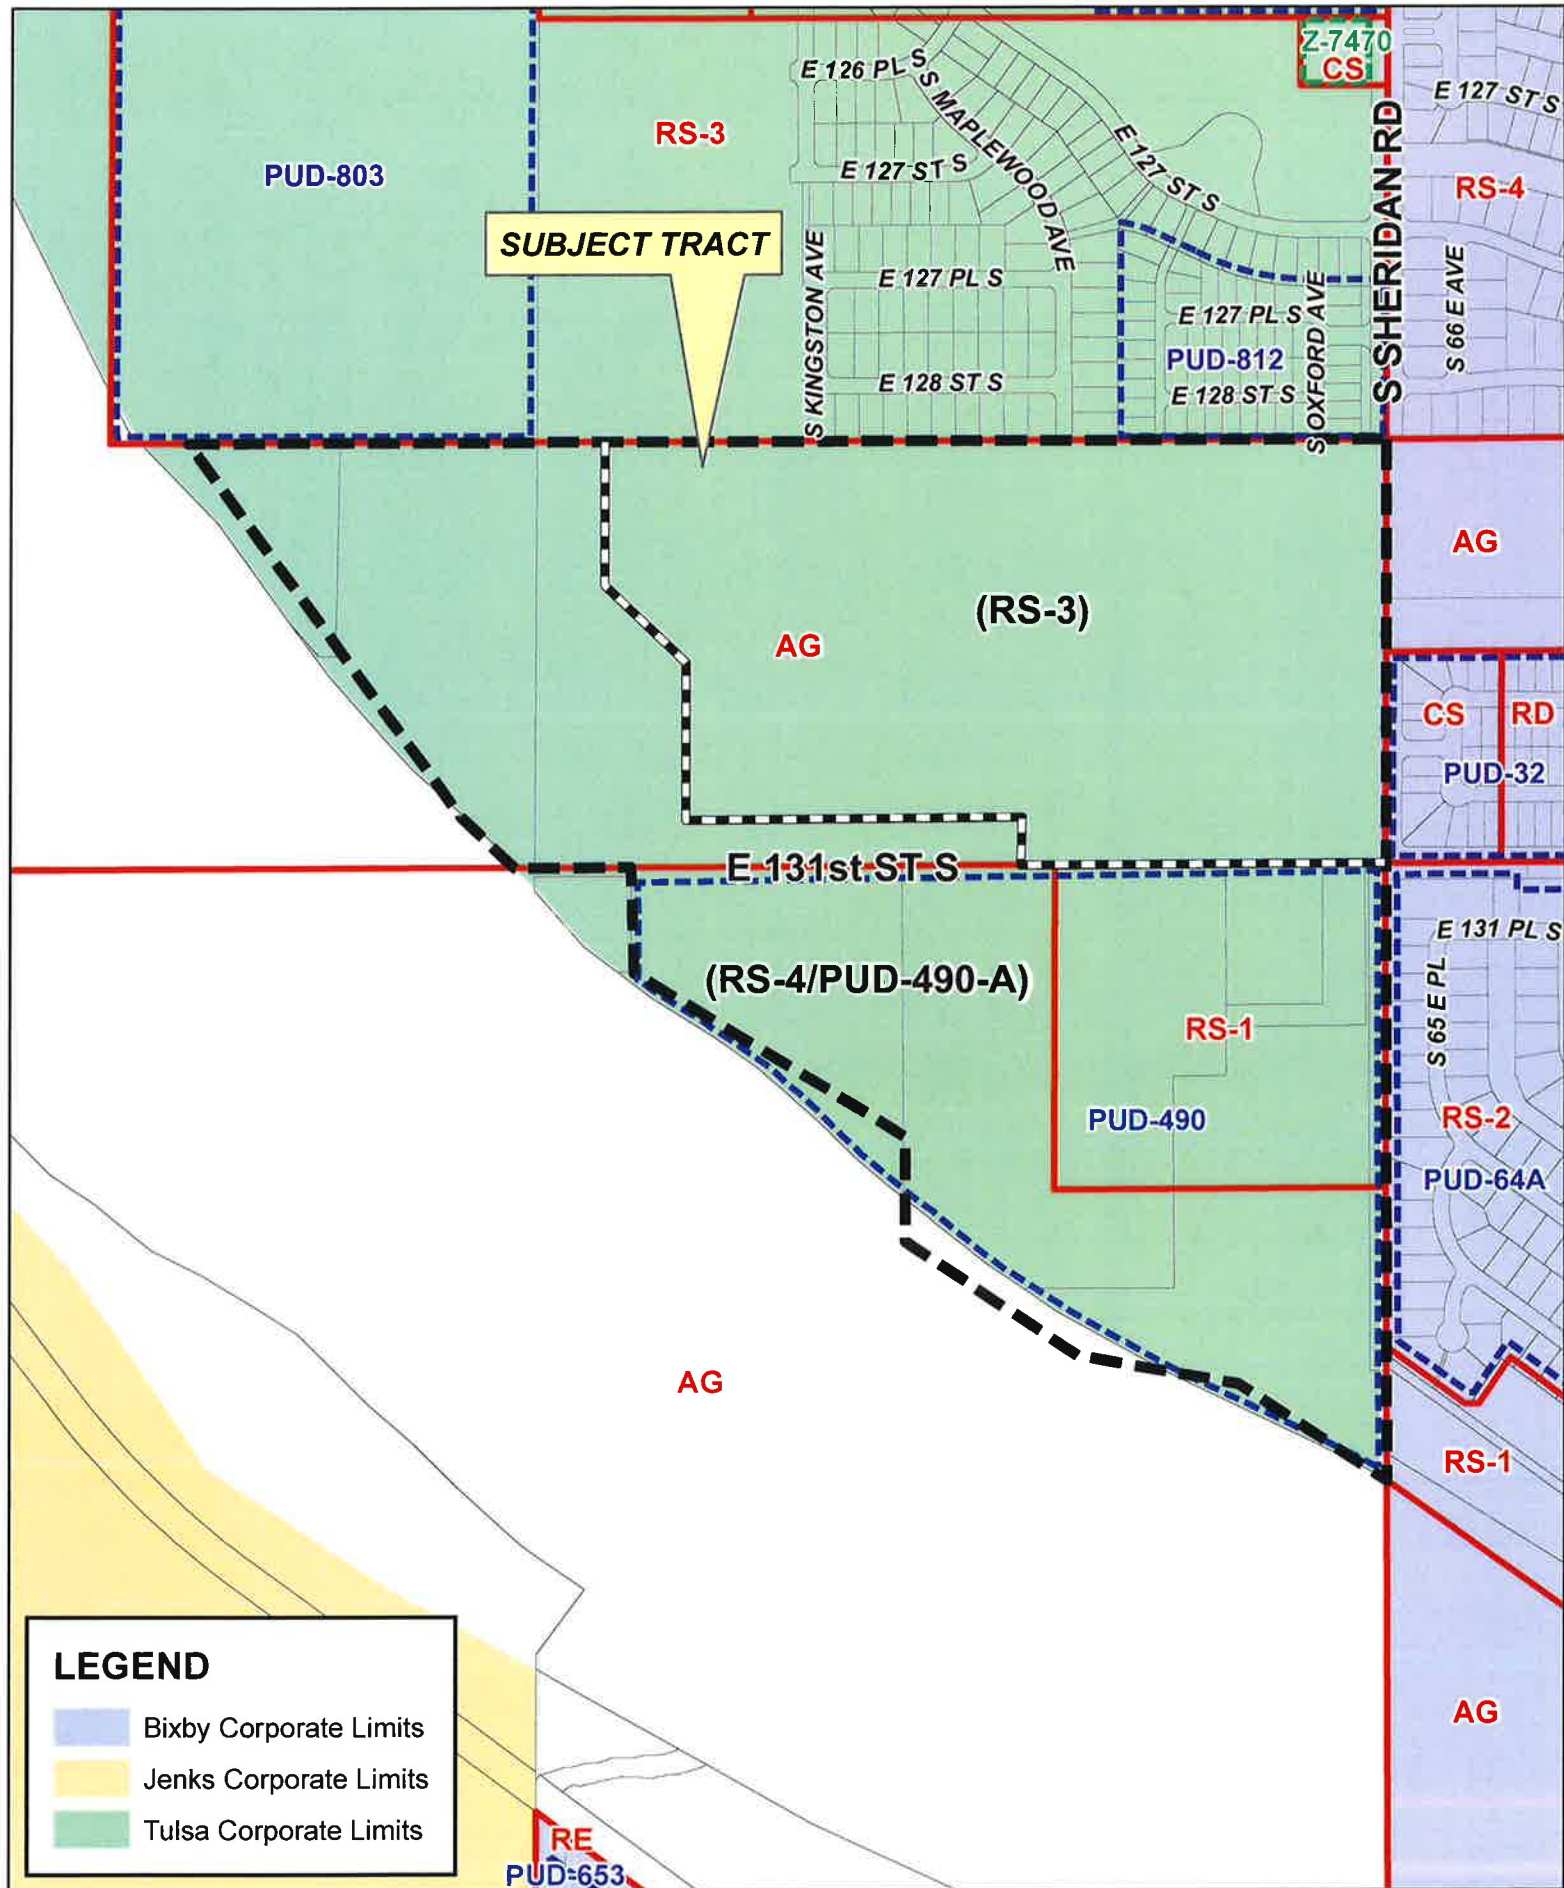 Z-7470
CS
E 126 PL S
S MAPLEWOOD AVE
E 127 ST S
E 127 ST S
E 127 ST S
RS-3
PUD-803
RS-4
S SHERIDAN RD
SUBJECT TRACT
S KINGSTON AVE
E 127 PL S
E 128 ST S
E 127 PL S
PUD-812
E 128 ST S
S OXFORD AVE
S 66 E AVE
AG
(RS-3)
AG
CS
RD
PUD-32
E 131st ST S
E 131 PL S
(RS-4/PUD-490-A)
S 65 E PL
RS-1
PUD-490
RS-2
PUD-64A
AG
RS-1
AG
LEGEND
Bixby Corporate Limits
Jenks Corporate Limits
Tulsa Corporate Limits
RE
PUD-653